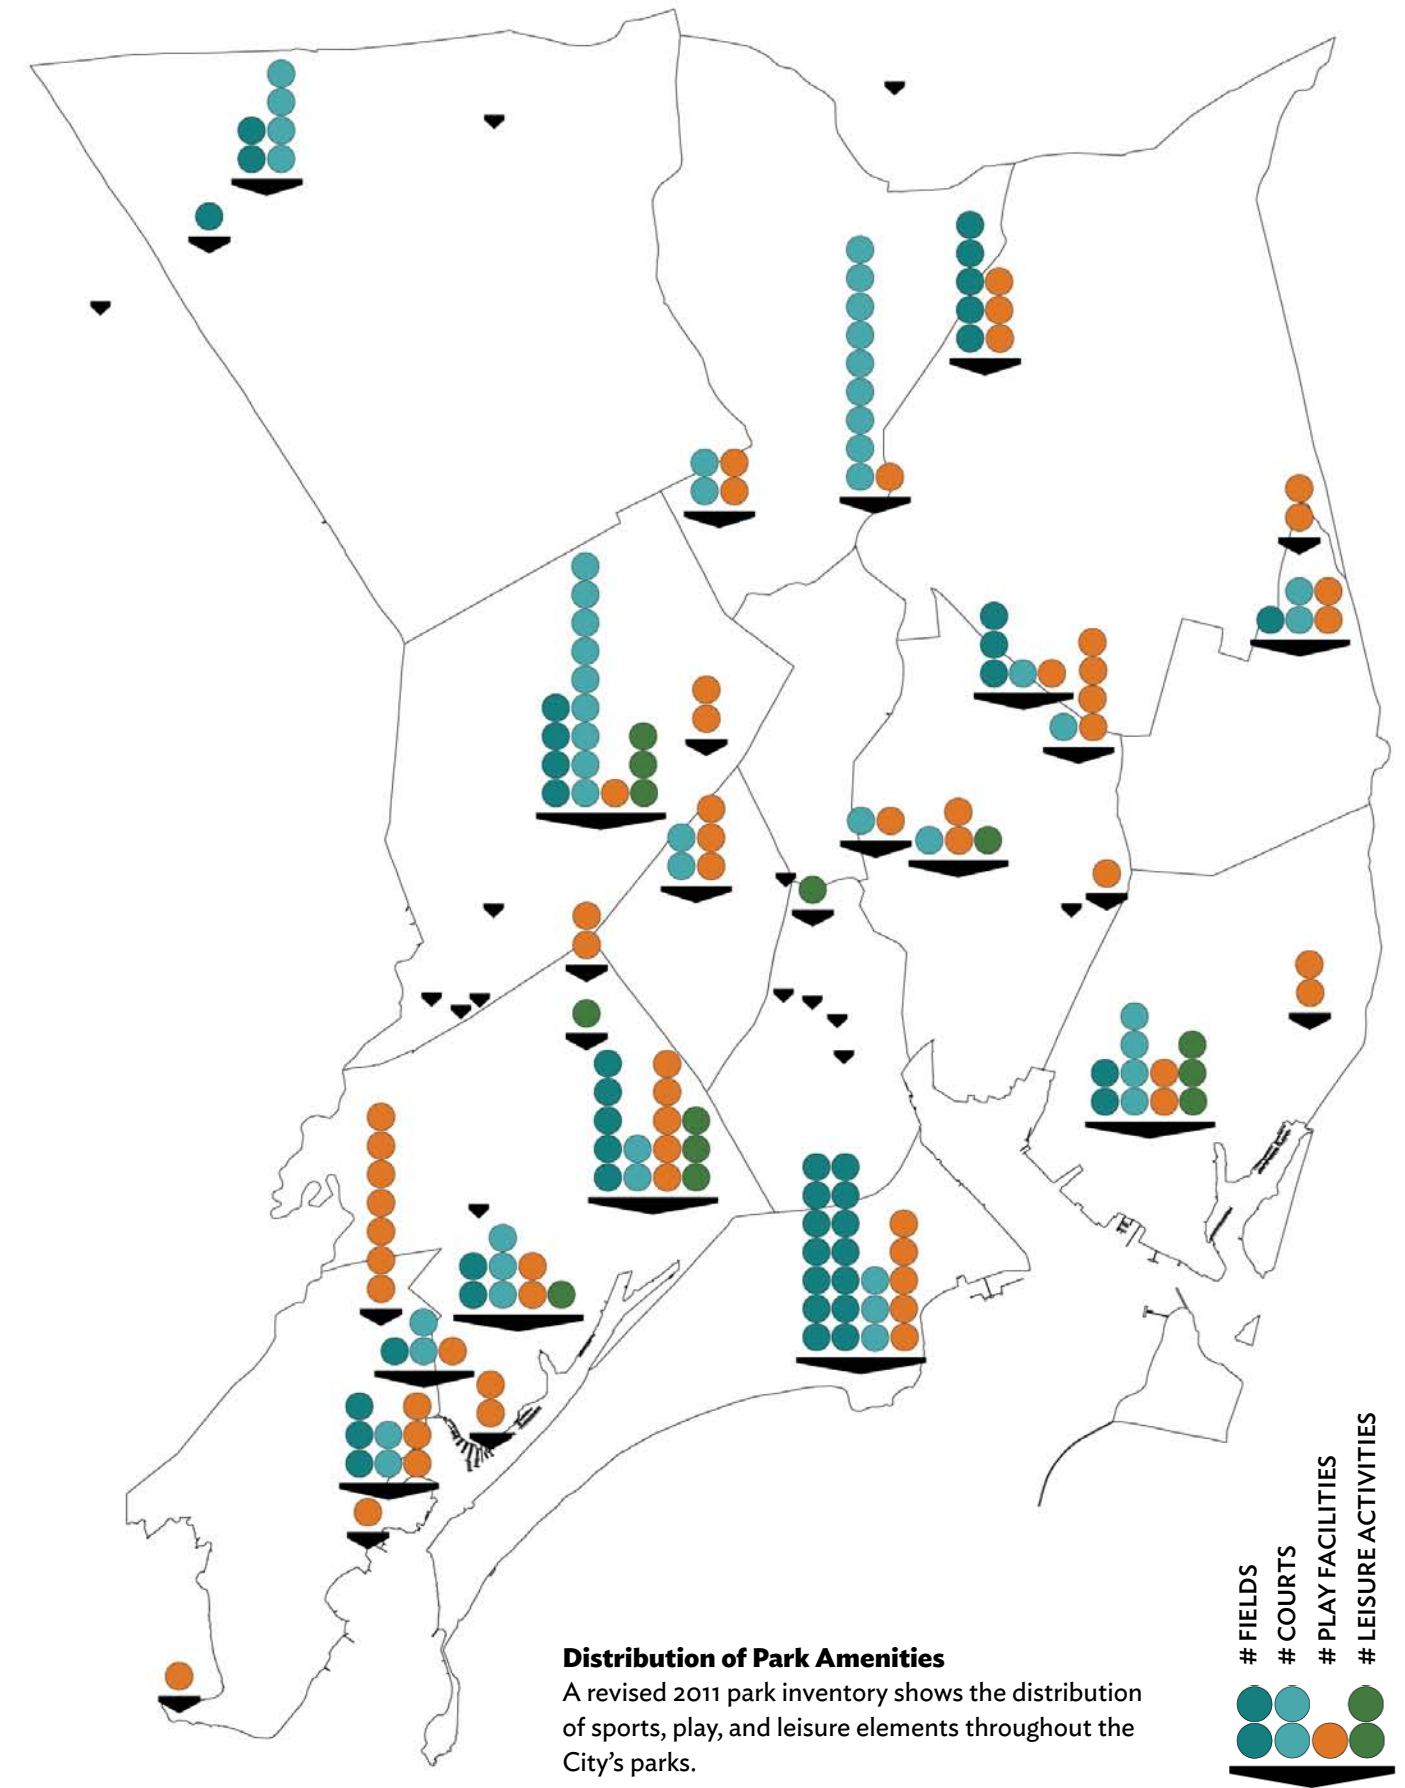 # FIELDS
# COURTS
# PLAY FACILITIES
# LEISURE ACTIVITIES
Distribution of Park Amenities
A revised 2011 park inventory shows the distribution
of sports, play, and leisure elements throughout the
City's parks.